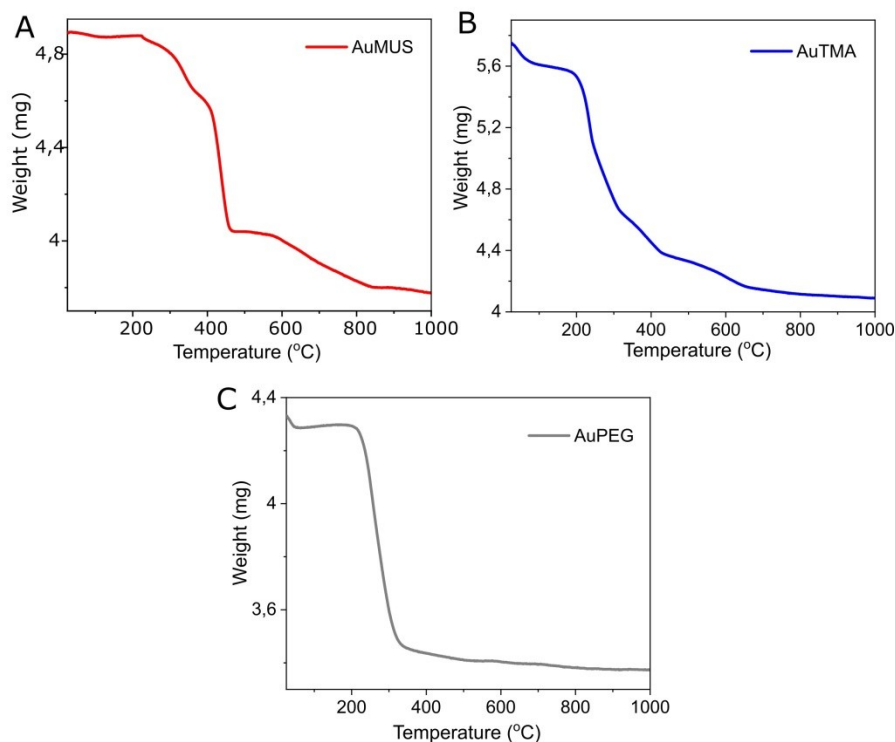 A
AuMUS
4,8
4,4
4
Weight (mg)
200 400 600 800 1000
Temperature (°C)
B
AuTMA
5,6
5,2
4,8
4,4
4
Weight (mg)
200 400 600 800 1000
Temperature (°C)
C
AuPEG
4,4
4
3,6
Weight (mg)
200 400 600 800 1000
Temperature (°C)